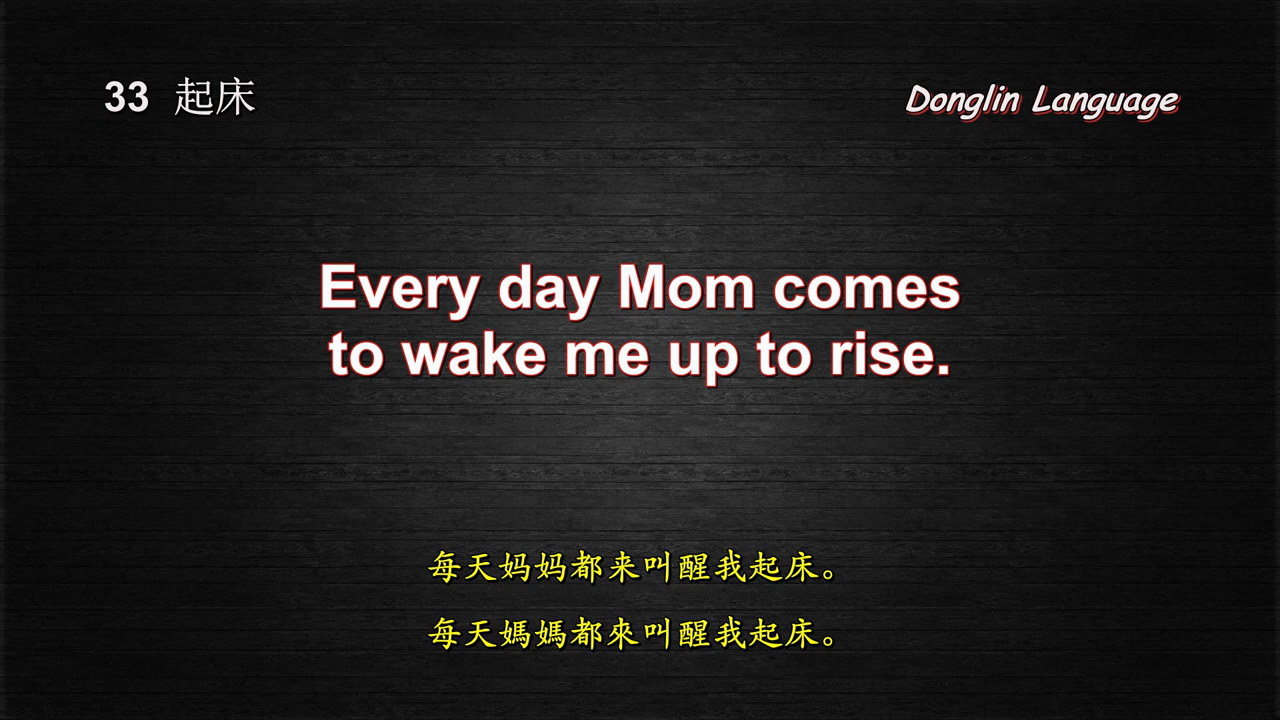 33 起床
Donglin Language
Every day Mom comes
to wake me up to rise.
每天妈妈都来叫醒我起床。
每天媽媽都來叫醒我起床。